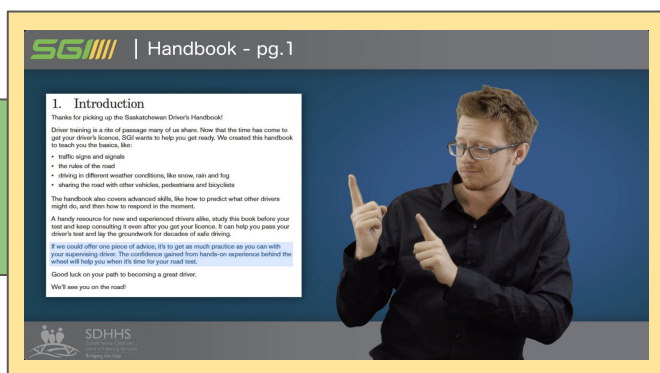 SGI | Handbook - pg.1
1. Introduction
Thanks for picking up the Saskatchewan Driver's Handbook!
Driver training is a rite of passage many of us share. Now that the time has come to
get your driver's licence, SGI wants to help you get ready. We created this handbook
to teach you the basics, like:
• traffic signs and signals
• the rules of the road
• driving in different weather conditions, like snow, rain and fog
• sharing the road with other vehicles, pedestrians and bicyclists
The handbook also covers advanced skills, like how to predict what other drivers
might do, and then how to respond in the moment.
A handy resource for new and experienced drivers alike, study this book before your
test and keep consulting it even after you get your licence. It can help you pass your
driver's test and lay the groundwork for decades of safe driving.
If we could offer one piece of advice, it's to get as much practice as you can with
your supervising driver. The confidence gained from hands-on experience behind the
wheel will help you when it's time for your road test.
Good luck on your path to becoming a great driver.
We'll see you on the road!
SDHHS
Saskatchewan Deaf and
Hard of Hearing Services
Bridging the Gap